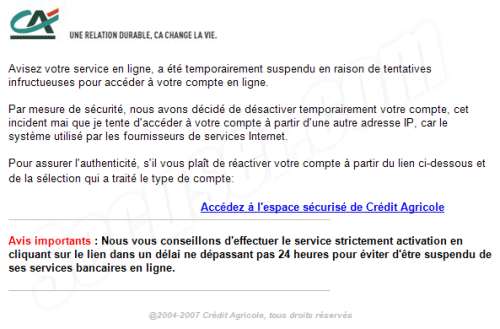 CA
UNE RELATION DURABLE, CA CHANGE LA VIE.
Avisez votre service en ligne, a été temporairement suspendu en raison de tentatives
infructueuses pour accéder à votre compte en ligne.
Par mesure de sécurité, nous avons décidé de désactiver temporairement votre compte, cet
incident mai que je tente d'accéder à votre compte à partir d'une autre adresse IP, car le
système utilisé par les fournisseurs de services Internet.
Pour assurer l'authenticité, s'il vous plaît de réactiver votre compte à partir du lien ci-dessous et
de la sélection qui a traité le type de compte:
Accédez à l'espace sécurisé de Crédit Agricole
Avis importants : Nous vous conseillons d'effectuer le service strictement activation en
cliquant sur le lien dans un délai ne dépassant pas 24 heures pour éviter d'être suspendu de
ses services bancaires en ligne.
@2004-2007 Crédit Agricole, tous droits réservés